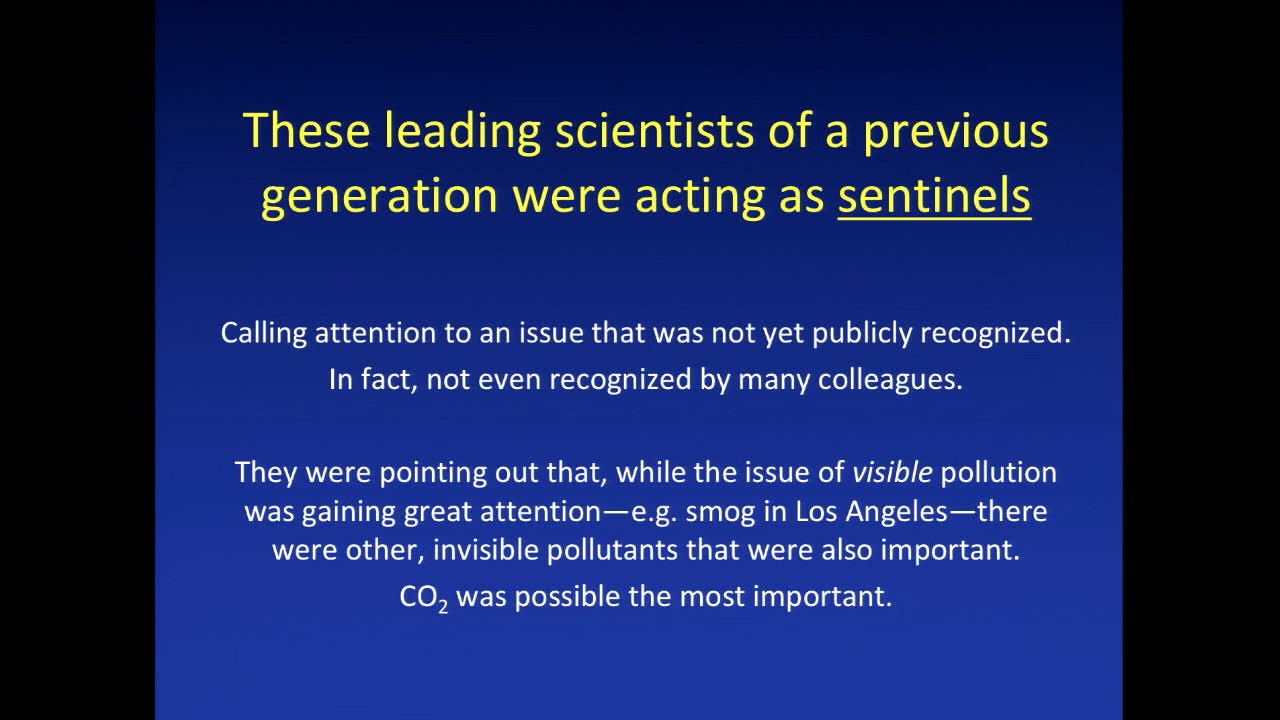 These leading scientists of a previous
generation were acting as sentinels
Calling attention to an issue that was not yet publicly recognized.
In fact, not even recognized by many colleagues.
They were pointing out that, while the issue of visible pollution
was gaining great attention—e.g. smog in Los Angeles—there
were other, invisible pollutants that were also important.
CO₂ was possible the most important.